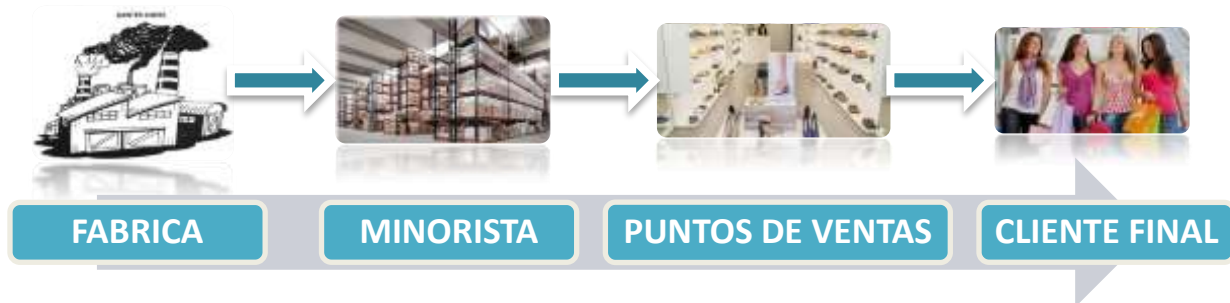 FABRICA
MINORISTA
PUNTOS DE VENTAS
CLIENTE FINAL